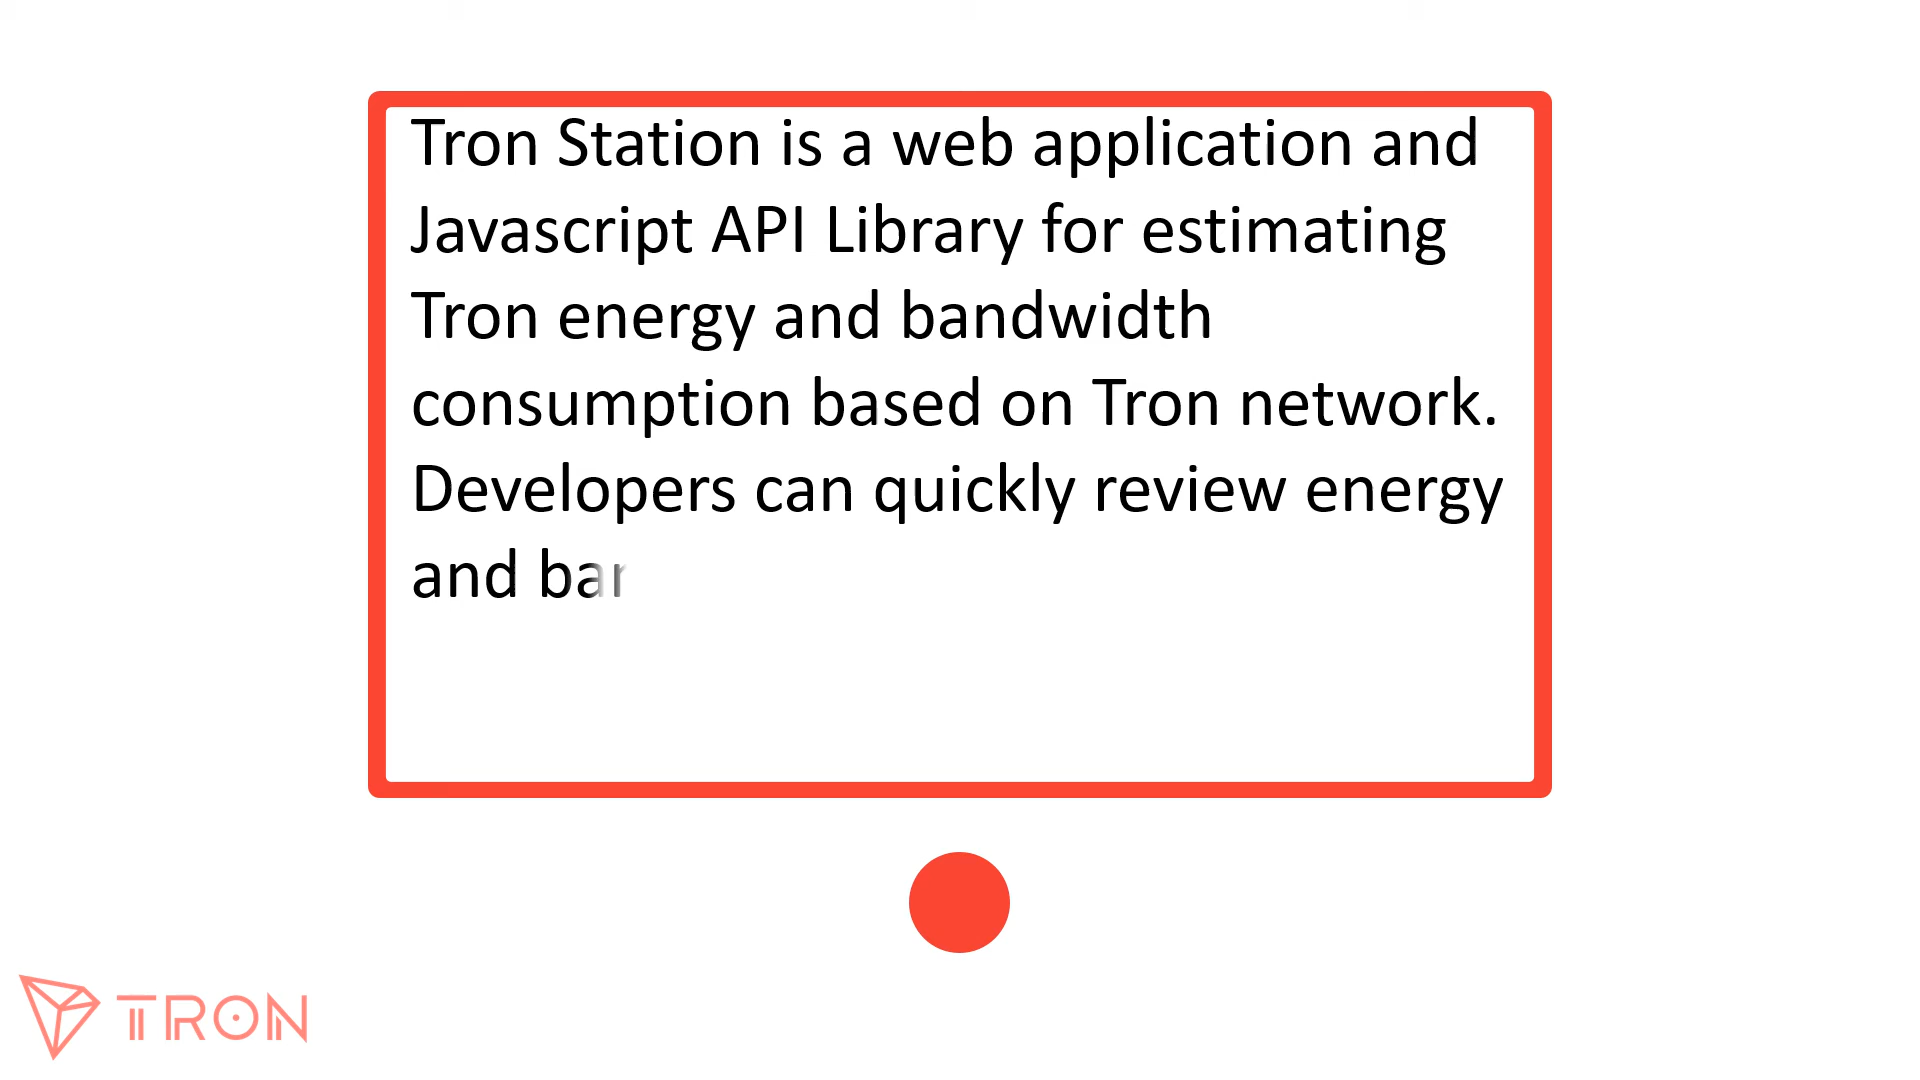 Tron Station is a web application and
Javascript API Library for estimating
Tron energy and bandwidth
consumption based on Tron network.
Developers can quickly review energy
and
TRON